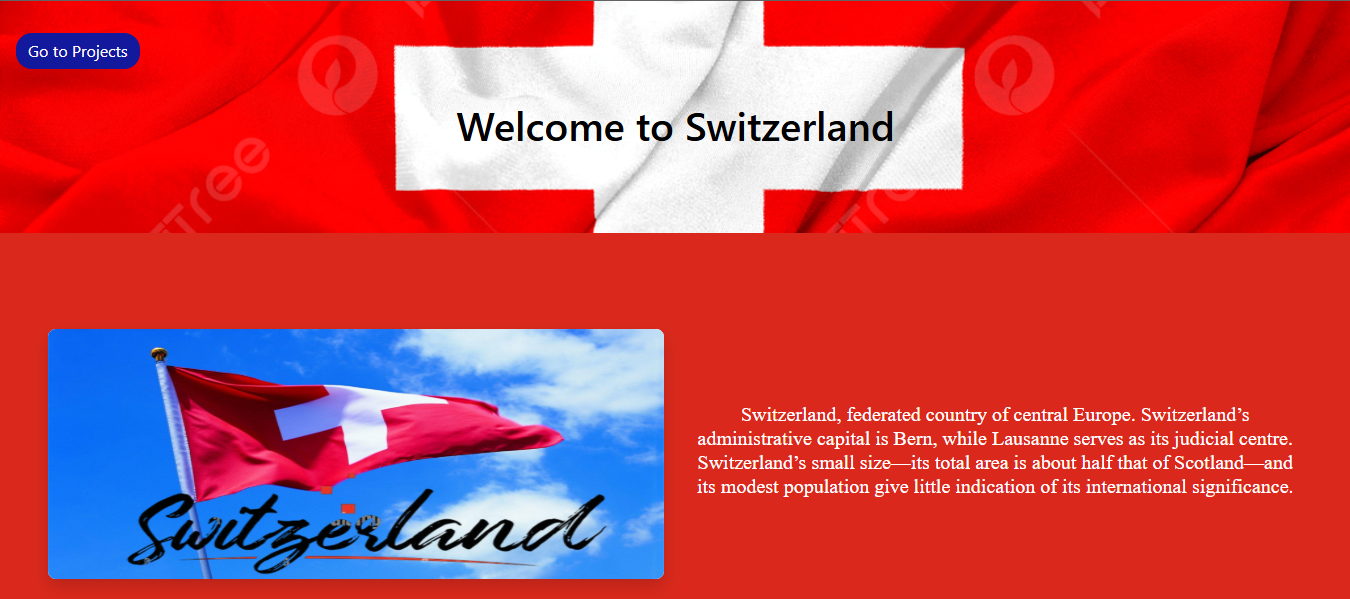 Go to Projects
Welcome to Switzerland
Tree
Tree
Switzerland
Switzerland, federated country of central Europe. Switzerland’s
administrative capital is Bern, while Lausanne serves as its judicial centre.
Switzerland’s small size—its total area is about half that of Scotland—and
its modest population give little indication of its international significance.